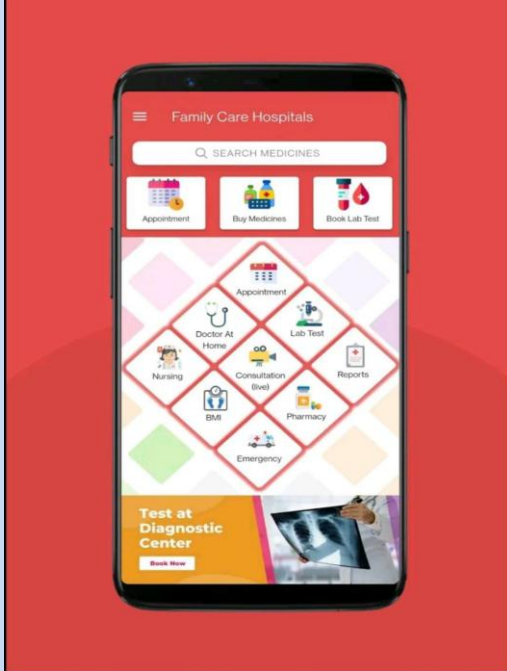 Family Care Hospitals
SEARCH MEDICINES
Appointment
Buy Medicines
Book Lab Test
Appointment
Doctor At
Home
Lab Test
Nursing
Consultation
(live)
Reports
BMI
Pharmacy
Emergency
Test at
Diagnostic
Center
Book Now